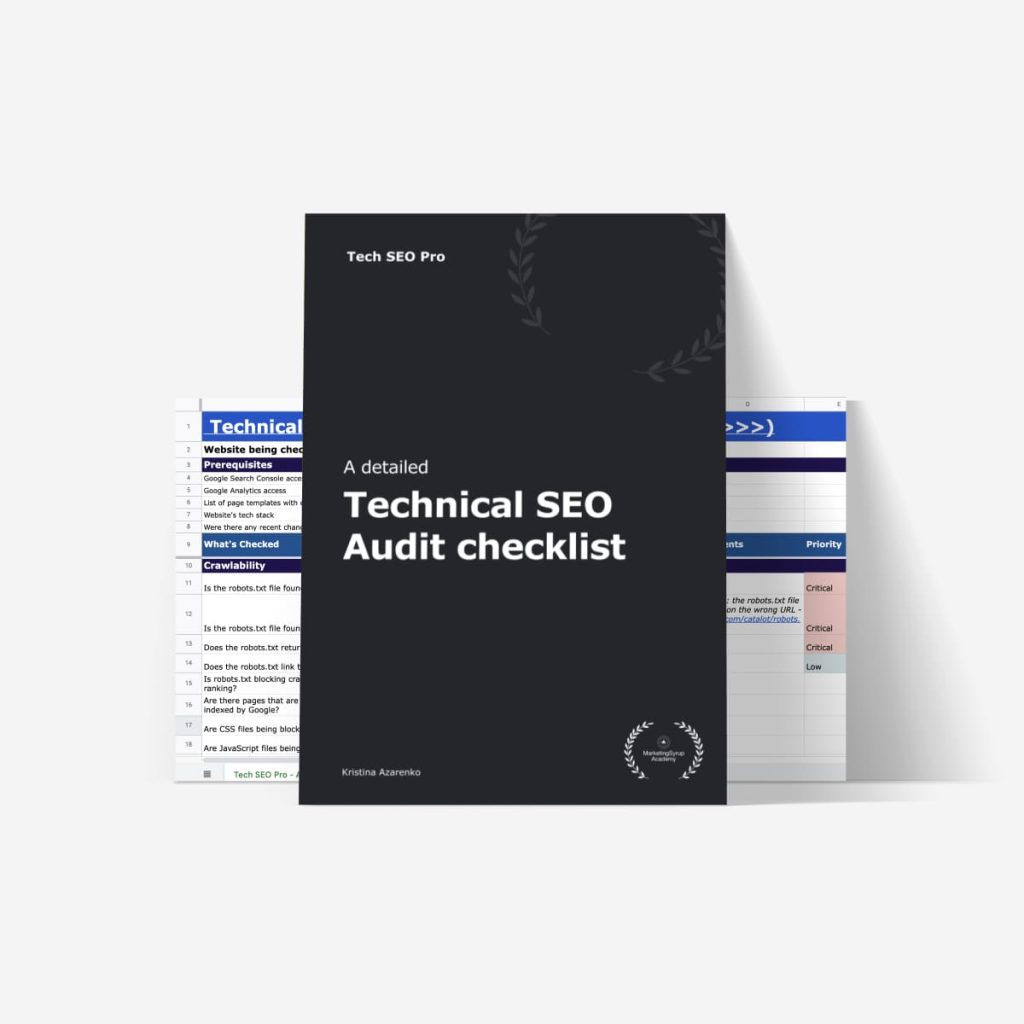 Tech SEO Pro
A detailed
Technical SEO
Audit checklist
Kristina Azarenko
MarketingSyrup
Academy
D E
1 Technical >>>)
2 Website being chec
3 Prerequisites
4 Google Search Console acce
5 Google Analytics access
6 List of page templates with
7 Website's tech stack
8 Were there any recent chan
9 What's Checked nts Priority
10 Crawlability
11 Is the robots.txt file foun Critical
: the robots.txt file
on the wrong URL -
com/catalot/robots.
12 Is the robots.txt file foun Critical
13 Does the robots.txt retur Critical
14 Does the robots.txt link t Low
15 Is robots.txt blocking cra
ranking?
16 Are there pages that are
indexed by Google?
17 Are CSS files being block
18 Are JavaScript files being
Tech SEO Pro - A